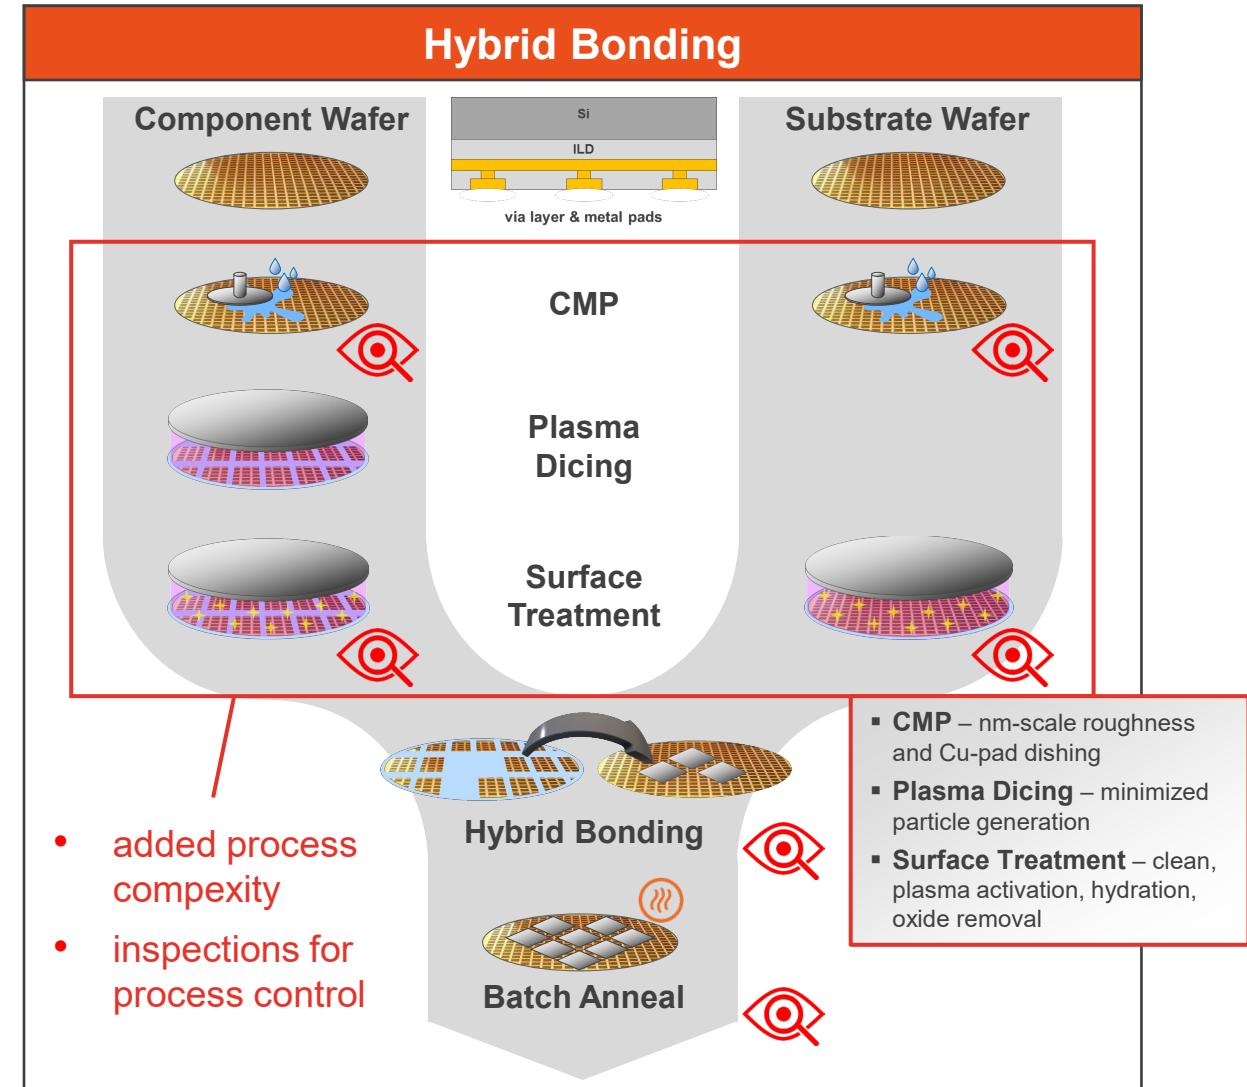 Hybrid Bonding
Component Wafer
Si
ILD
via layer & metal pads
Substrate Wafer
CMP
Plasma
Dicing
Surface
Treatment
▪ CMP – nm-scale roughness
and Cu-pad dishing
▪ Plasma Dicing – minimized
particle generation
▪ Surface Treatment – clean,
plasma activation, hydration,
oxide removal
Hybrid Bonding
• added process
compexity
• inspections for
process control
Batch Anneal